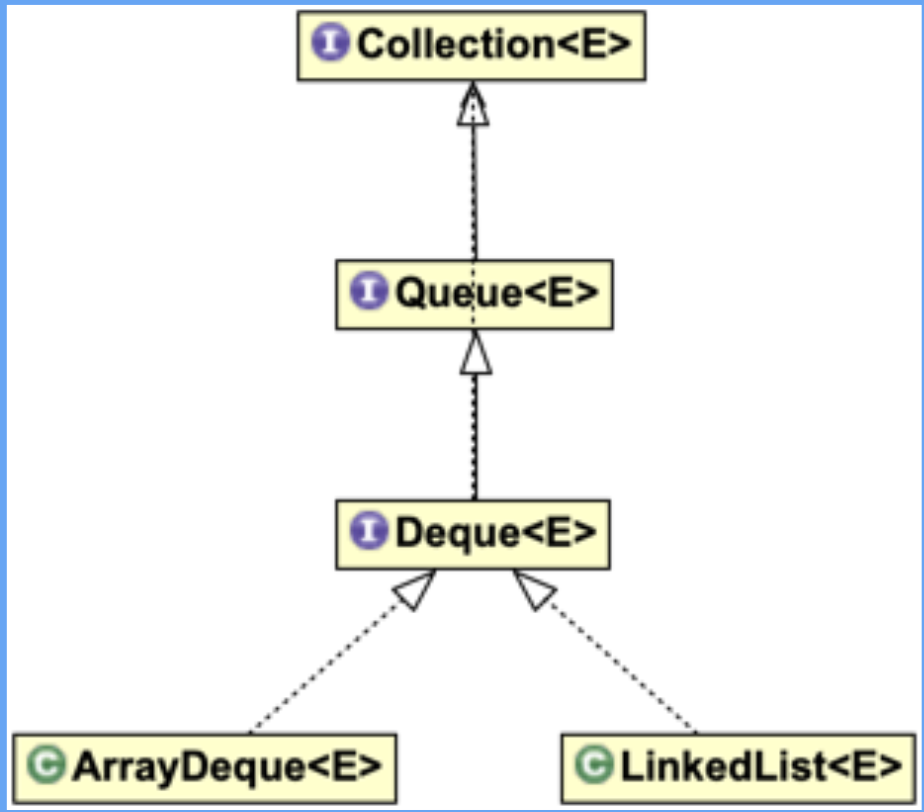 I Collection<E>
I Queue<E>
I Deque<E>
C ArrayDeque<E>
C LinkedList<E>